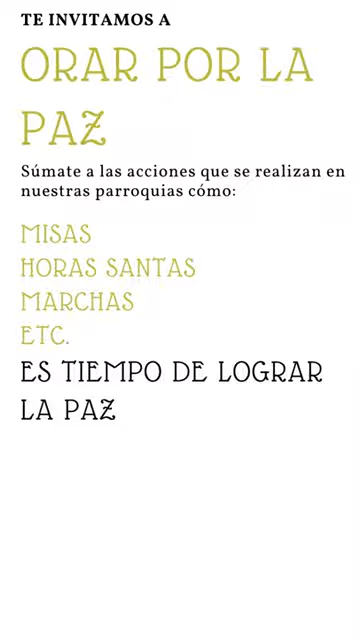 TE INVITAMOS A
ORAR POR LA
PAZ
Súmate a las acciones que se realizan en
nuestras parroquias cómo:
MISAS
HORAS SANTAS
MARCHAS
ETC.
ES TIEMPO DE LOGRAR
LA PAZ